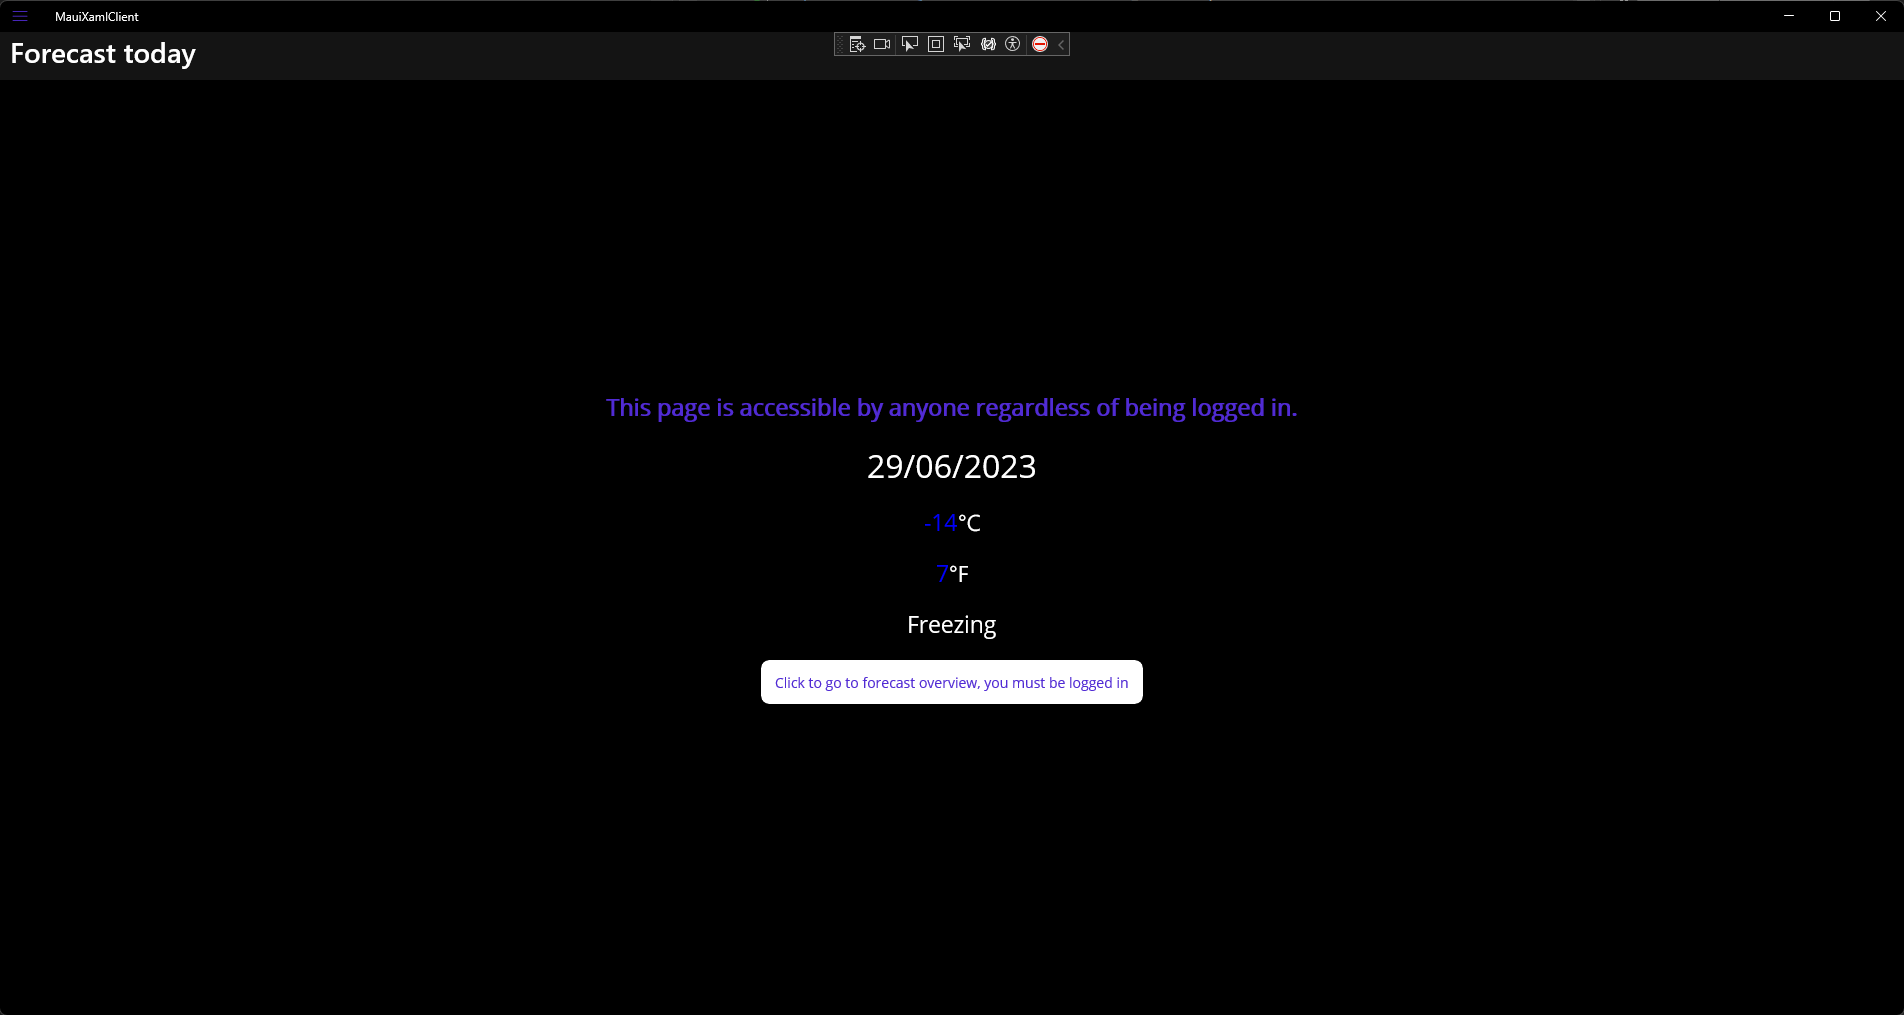 MauiXamlClient
Forecast today
This page is accessible by anyone regardless of being logged in.
29/06/2023
-14°C
7°F
Freezing
Click to go to forecast overview, you must be logged in